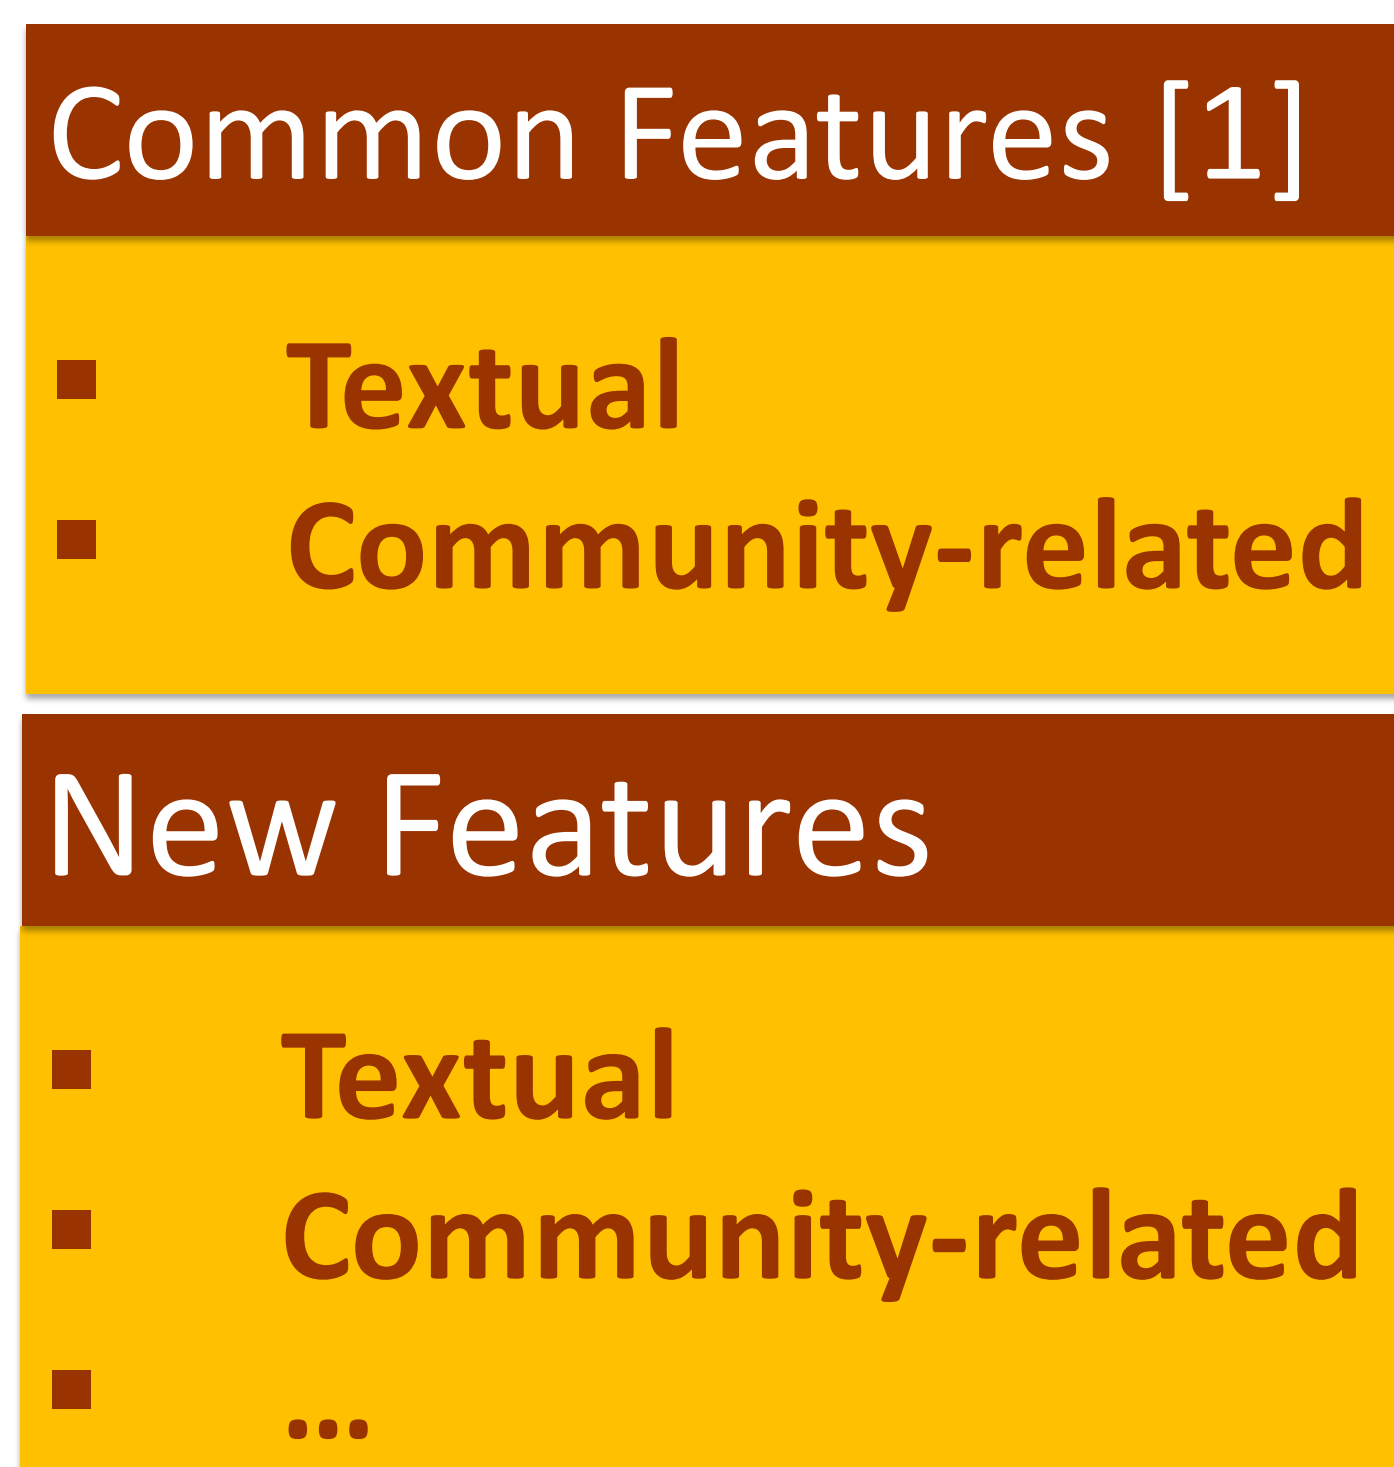 Common Features [1]
▪ Textual
▪ Community-related
New Features
▪ Textual
▪ Community-related
▪ ...